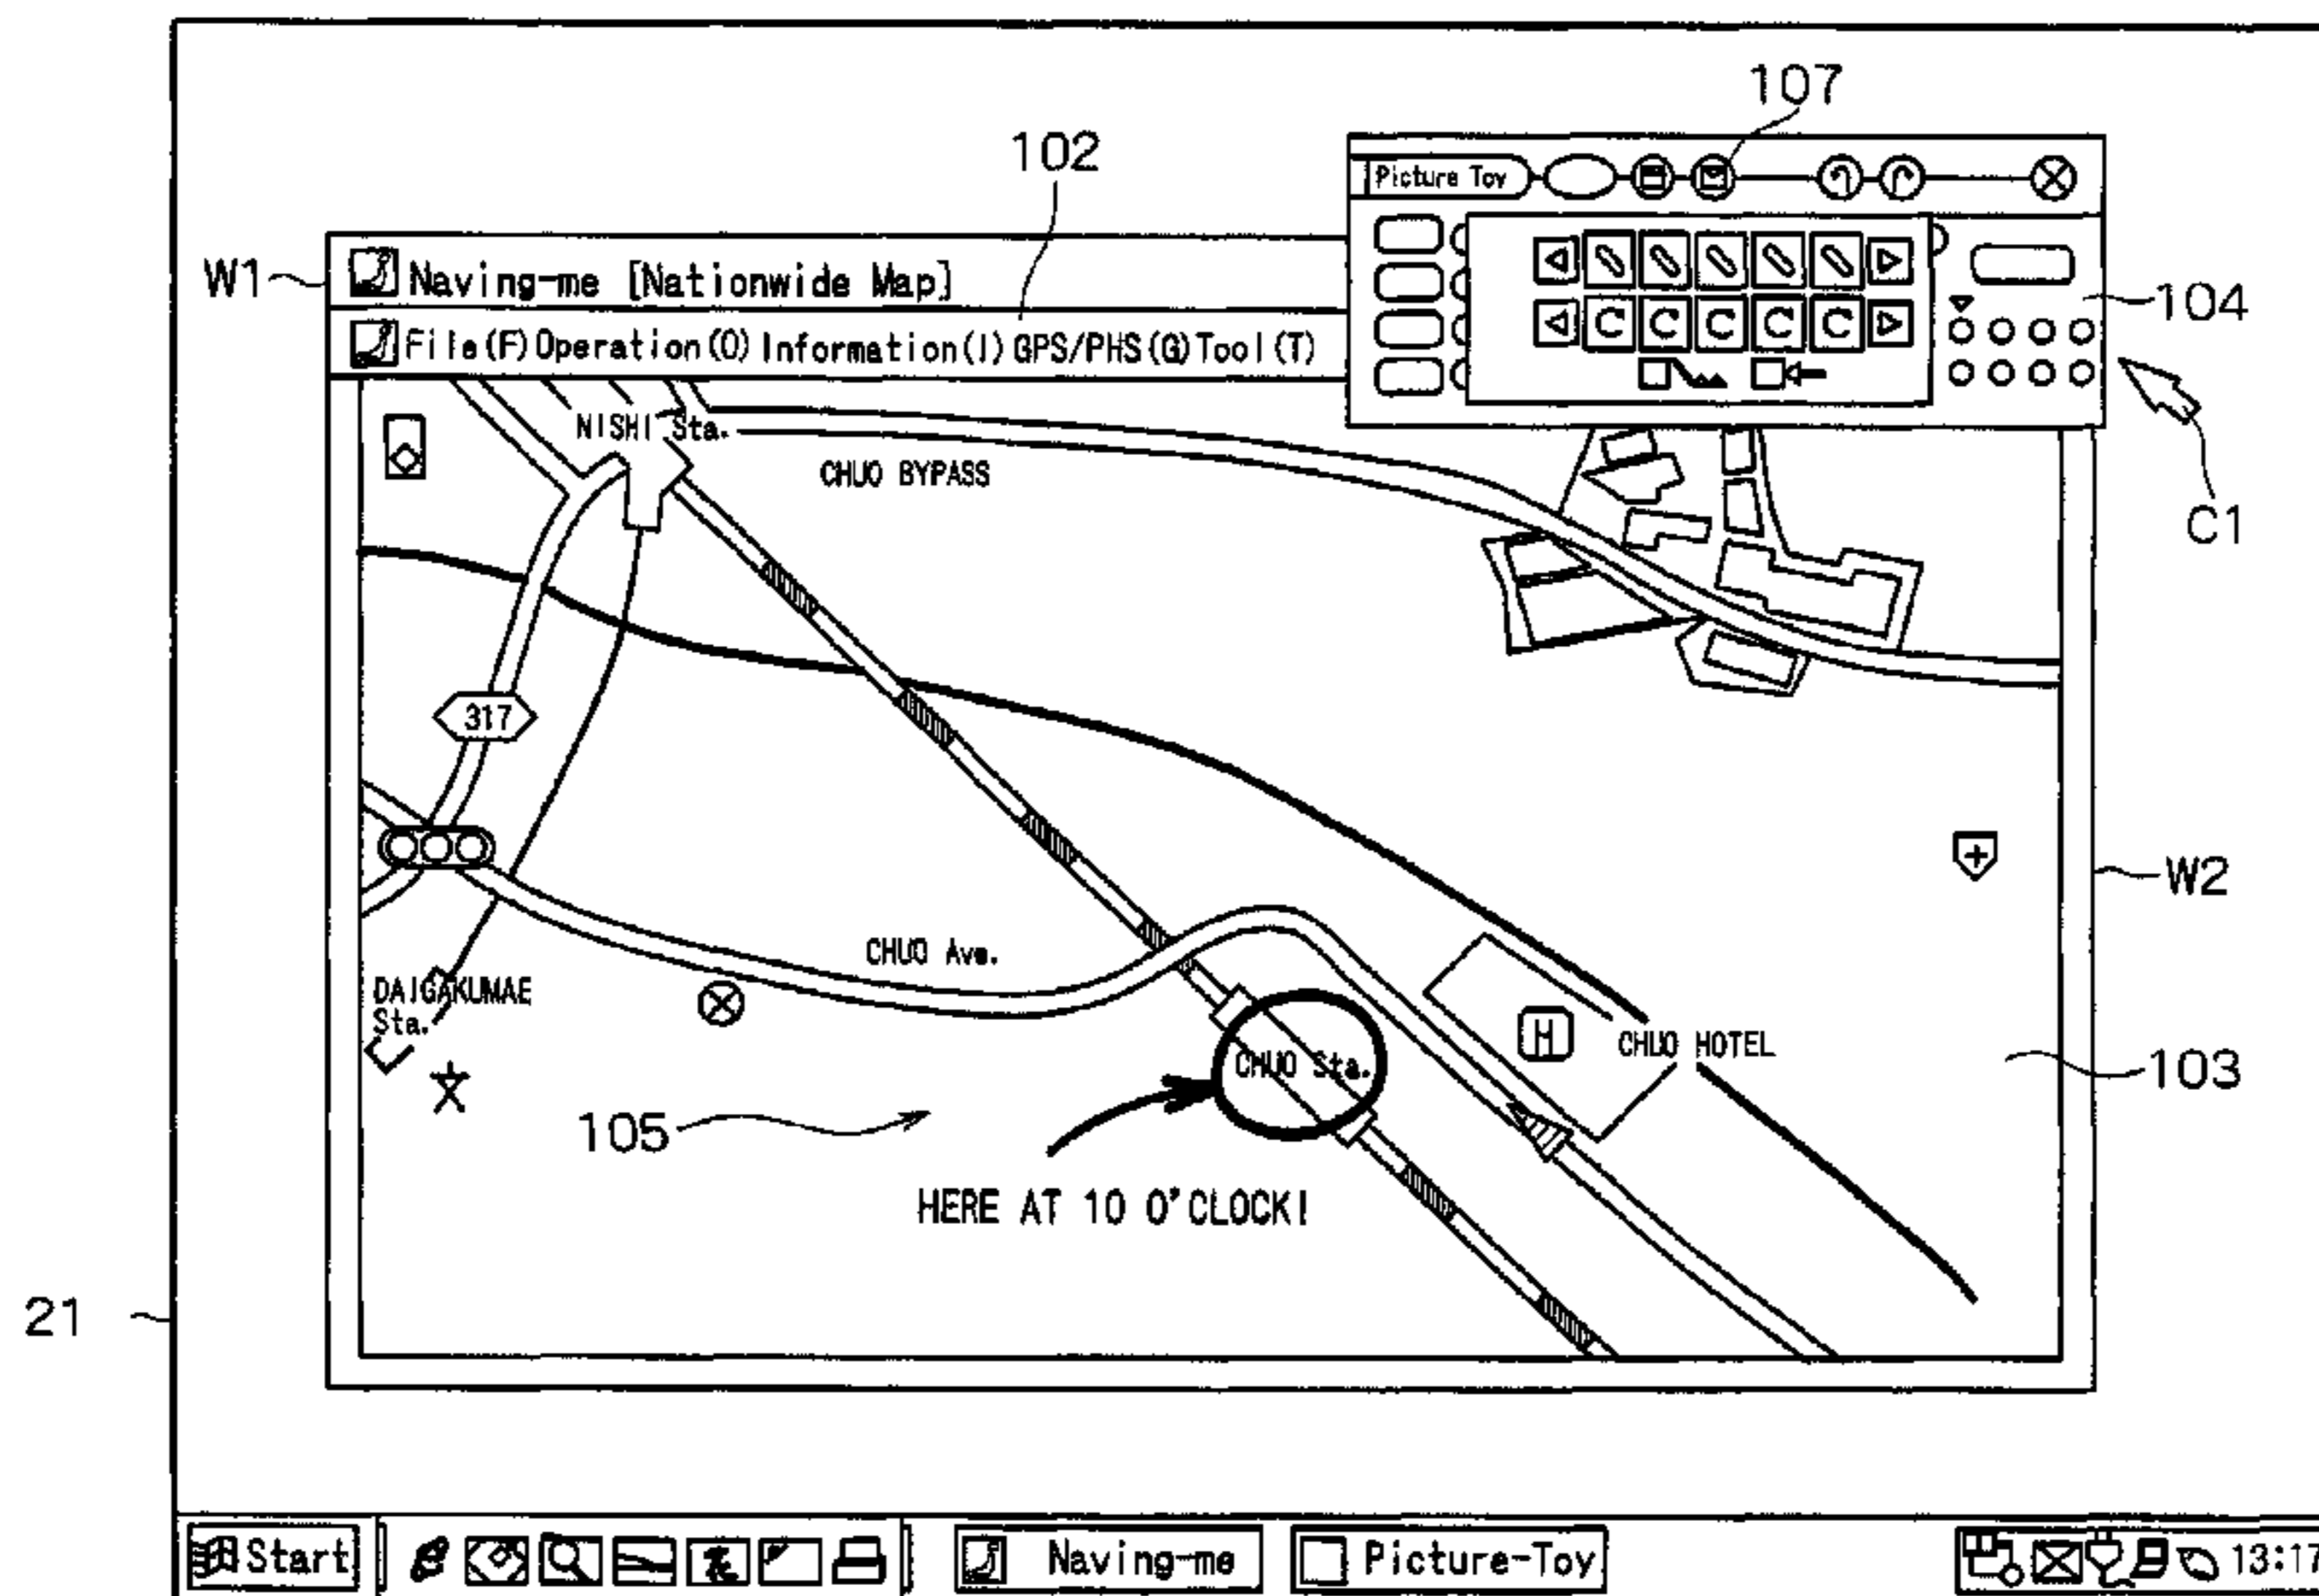 107
102
Picture Toy
W1
Naving-me [Nationwide Map]
104
File(F) Operation(O) Information(I) GPS/PHS(G) Tool(T)
NISHI Sta.
CHUO BYPASS
C1
317
W2
CHUO Ave.
DAIGAKUMAE
Sta.
H
CHUO HOTEL
CHUO Sta.
103
105
HERE AT 10 O'CLOCK!
21
Start
Naving-me
Picture-Toy
13:17